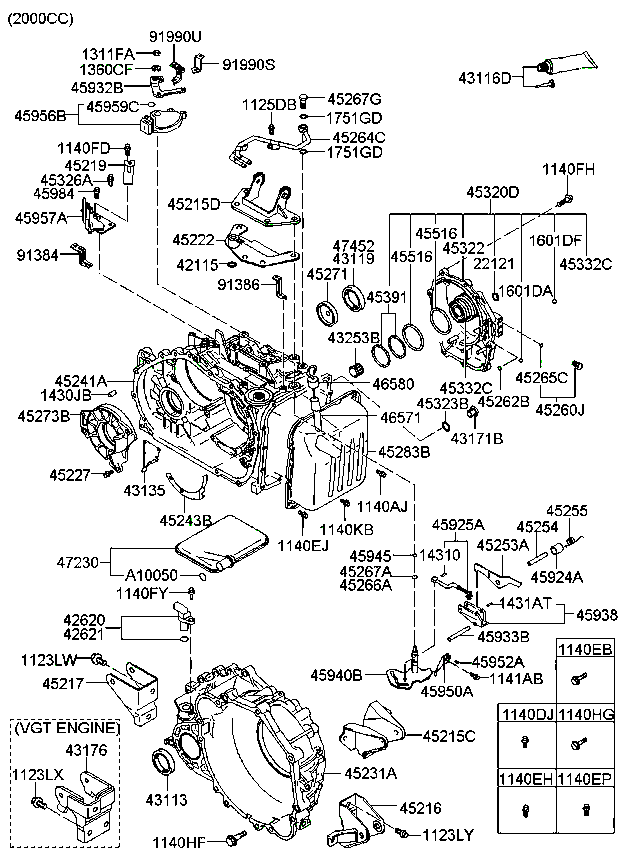 (2000CC)
91990U
1311FA
1360CF
45932B
91990S
43116D
45959C
45956B
1125DB
45267G
1751GD
45264C
1751GD
1140FD
45219
45326A
45984
45957A
91384
45215D
45222
42115
91386
1140FH
45320D
45516
45322
1601DF
47452
43119
45516
22121
45332C
45271
45391
1601DA
43253B
45241A
1430JB
45273B
45227
43135
45243B
46580
45332C
45265C
45323B
45262B
45260J
46571
43171B
45283B
1140AJ
1140KB
1140EJ
47230
A10050
1140FY
42620
42621
45945
45267A
45266A
45925A
14310
45253A
45254
45255
45924A
1431AT
45938
45933B
45940B
45952A
45950A
1141AB
1123LW
45217
(VGT ENGINE)
43176
1123LX
43113
45231A
45215C
45216
1123LY
1140HF
1140EB
1140DJ
1140HG
1140EH
1140EP